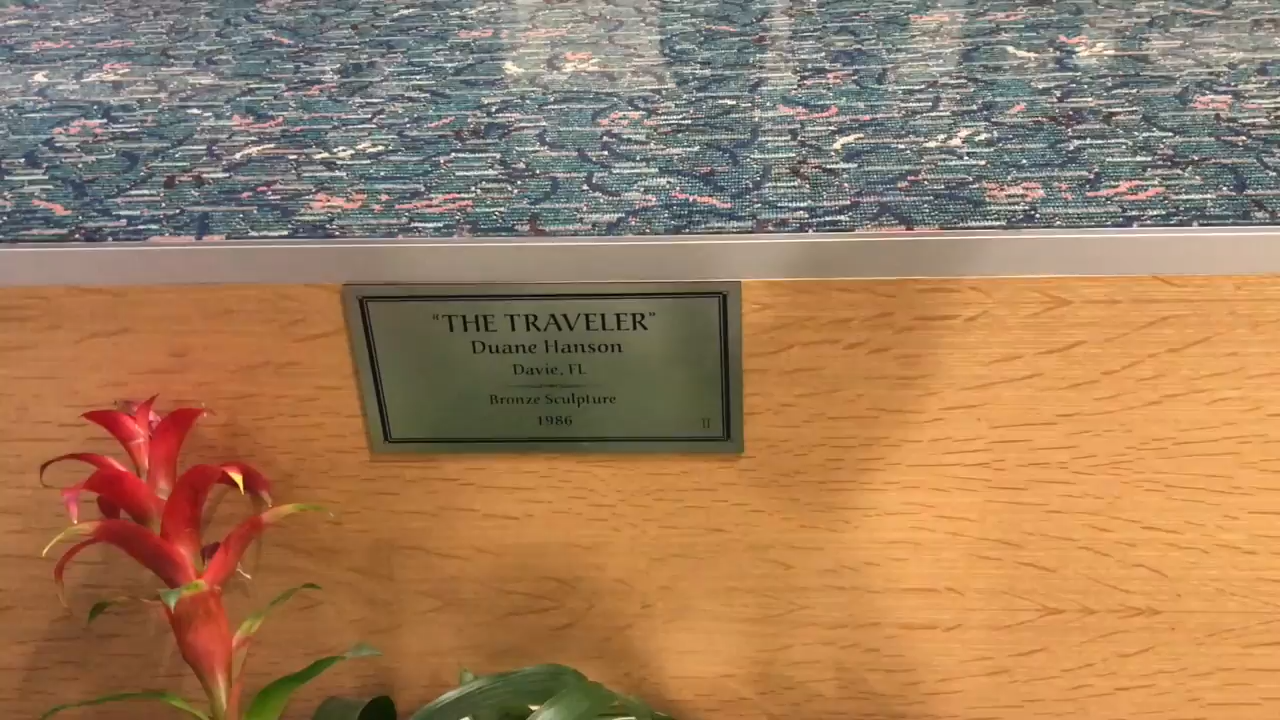 "THE TRAVELER"
Duane Hanson
Davie, FL
Bronze Sculpture
1986